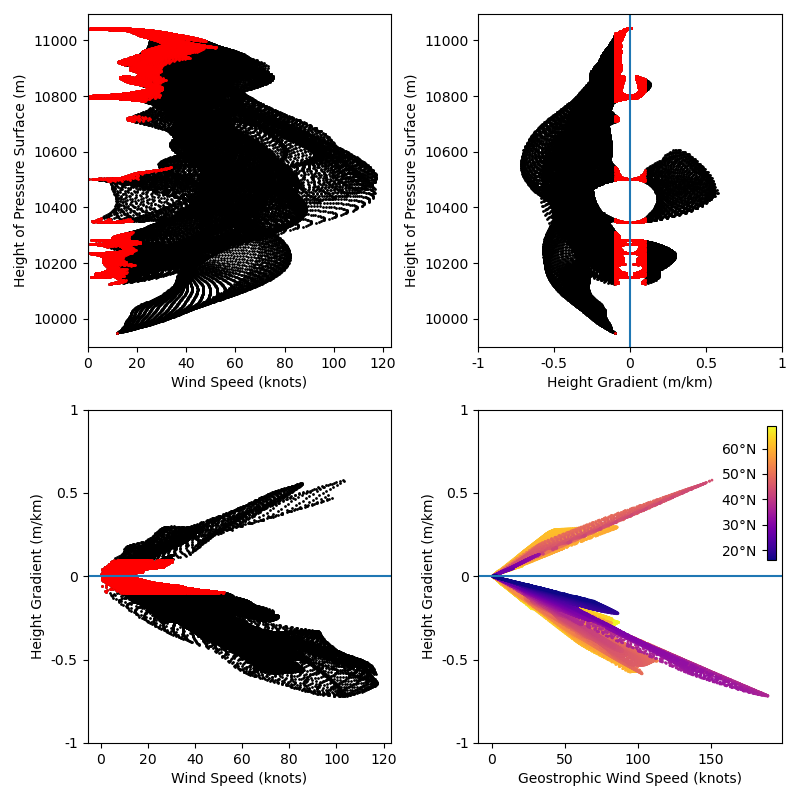 11000
10800
10600
10400
10200
10000
Height of Pressure Surface (m)
0 20 40 60 80 100 120
Wind Speed (knots)
11000
10800
10600
10400
10200
10000
Height of Pressure Surface (m)
-1 -0.5 0 0.5 1
Height Gradient (m/km)
1
0.5
0
-0.5
-1
Height Gradient (m/km)
0 20 40 60 80 100 120
Wind Speed (knots)
1
0.5
0
-0.5
-1
Height Gradient (m/km)
60°N
50°N
40°N
30°N
20°N
0 50 100 150
Geostrophic Wind Speed (knots)